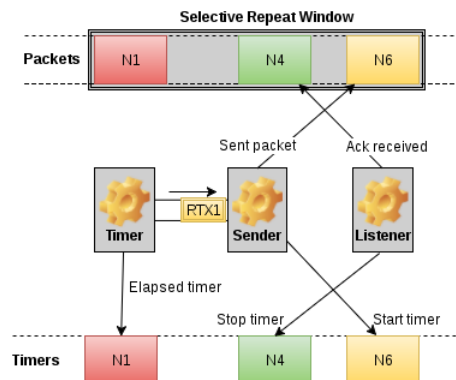 Selective Repeat Window
Packets
N1
N4
N6
Sent packet
Ack received
RTX1
Timer
Sender
Listener
Elapsed timer
Stop timer
Start timer
Timers
N1
N4
N6